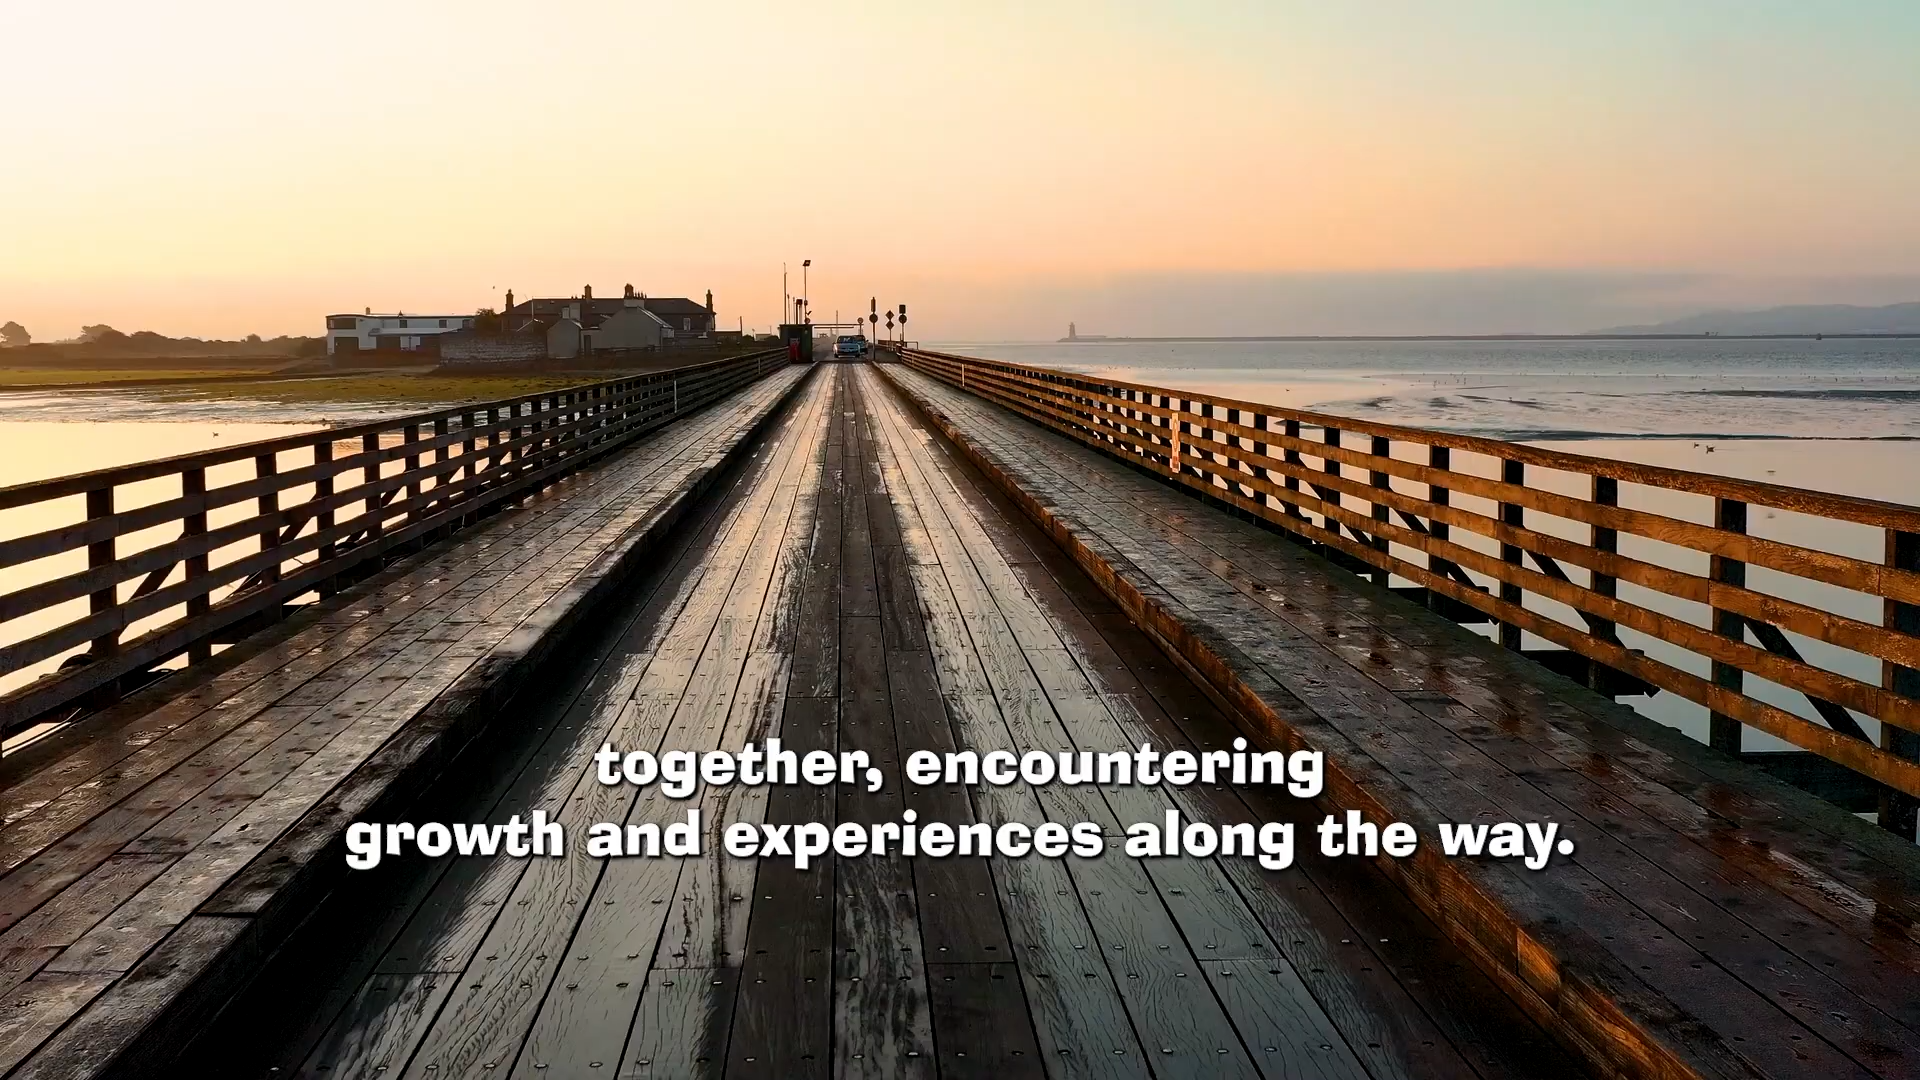 together, encountering
growth and experiences along the way.